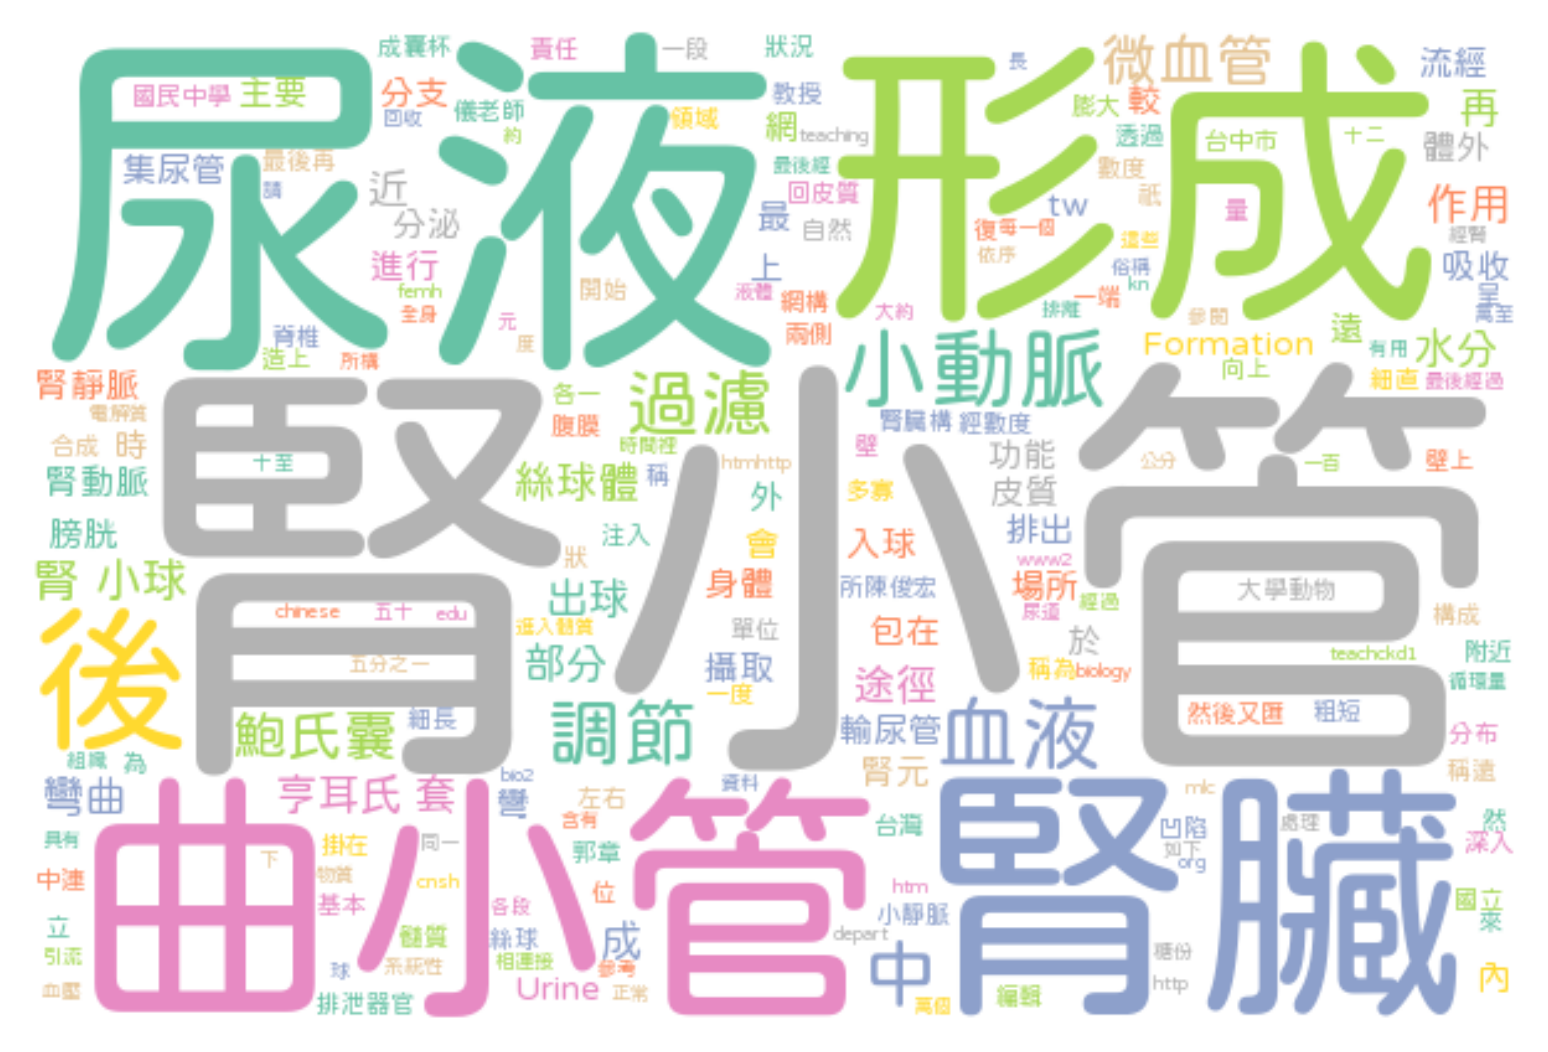 成囊杯
責任
一段
狀況
微血管
流經
長
尿液
形成
國民中學
主要
分支
儀老師
回收
約
領域
教授
網
teaching
膨大
較
透過
台中市
十二
再
體外
集尿管
最後再
請
近
分泌
最後經
回皮質
數度
祇
最
自然
tw
復
每一個
依序
這些
量
作用
經腎
進行
femh
全身
開始
上
液體
網構
兩側
大約
俗稱
kn
一端
排離
參閱
吸收
呈
萬至
脊椎
造上
所構
元
度
小動脈
Formation
遠
有用
水分
向上
細直
最後經過
腎靜脈
電解質
合成
時
腎動脈
膀胱
腎小管
十至
各一
腹膜
過濾
時間裡
絲球體
稱
htmhttp
外
注入
狀
腎臟構
經數度
壁
功能
皮質
多寡
公分
一百
壁上
會
入球
排出
www2
腎 小球
後
chinese
五十
edu
五分之一
出球
進入髓質
部分
身體
單位
攝取
一度
所陳俊宏
包在
途徑
場所
尿道
經過
於
稱為
biology
大學動物
構成
teachckd1
附近
循環量
然後又匯
粗短
分布
稱遠
鮑氏囊
細長
調節
輸尿管
血液
腎元
組織
為
彎曲
亨耳氏 套
bio2
彎
資料
左右
含有
台灣
mlc
凹陷
如下
org
處理
然
深入
曲小管
腎臟
具有
中連
立
引流
血壓
下
掛在
物質
基本
同一
cnsh
髓質
系統性
球
排泄器官
郭章
位
各段
絲球
相連接
成
參考
Urine
正常
htm
小靜脈
depart
中
萬個
編輯
糖份
http
國立
來
內